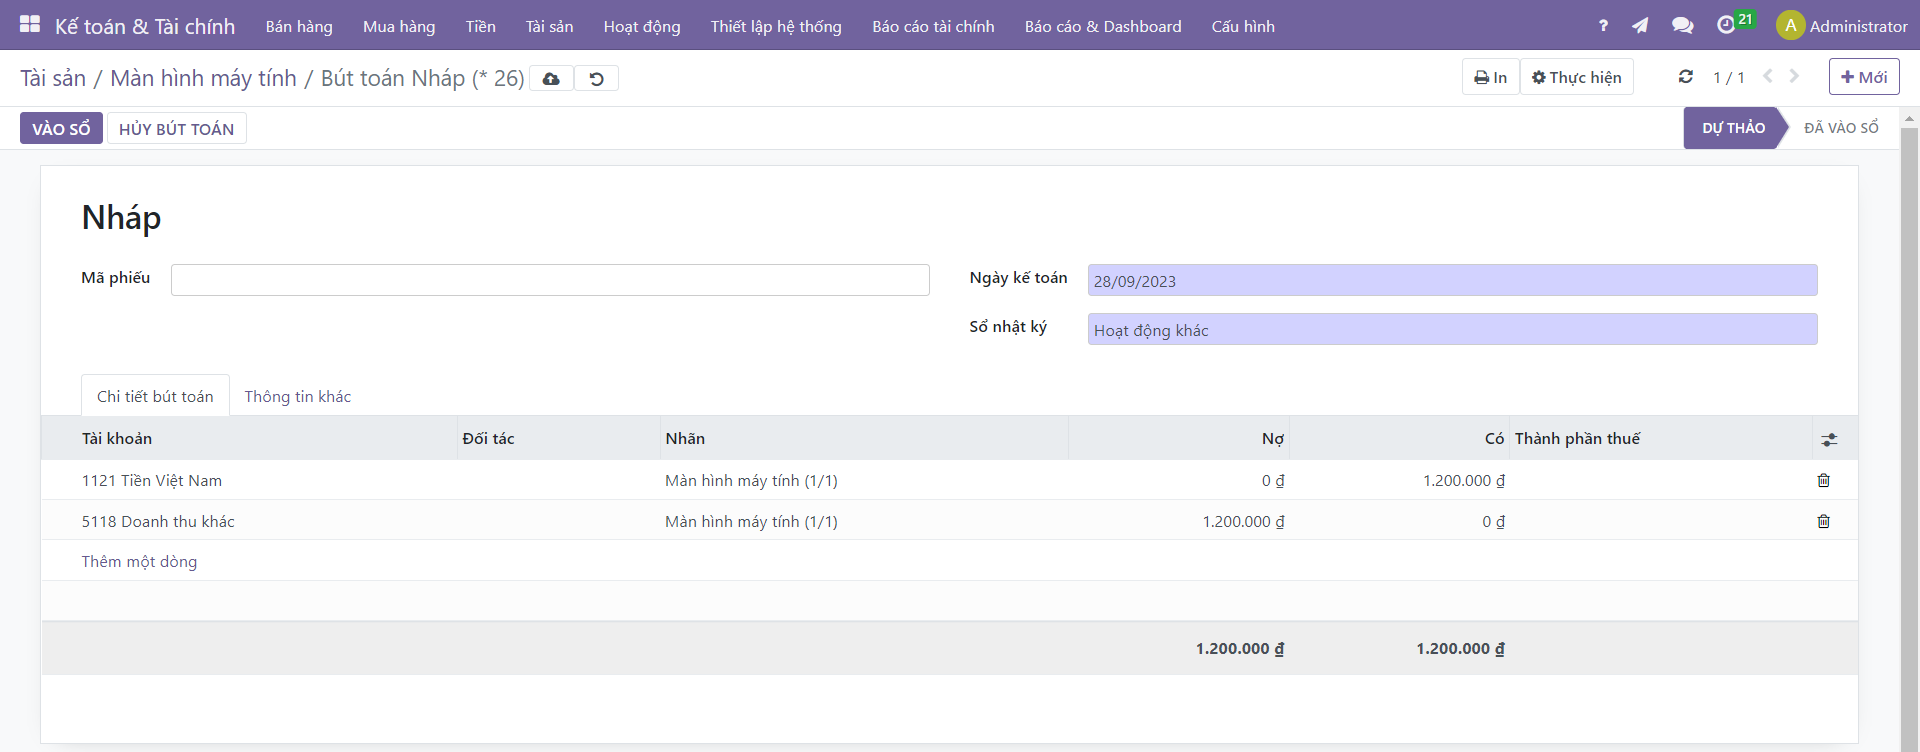 Kế toán & Tài chính Bán hàng Mua hàng Tiền Tài sản Hoạt động Thiết lập hệ thống Báo cáo tài chính Báo cáo & Dashboard Cấu hình ? 21 A Administrator
Tài sản / Màn hình máy tính / Bút toán Nháp (* 26) In Thực hiện 1 / 1 Mới
VÀO SỔ HỦY BÚT TOÁN DỰ THẢO ĐÃ VÀO SỔ
Nháp
Mã phiếu Ngày kế toán 28/09/2023
Sổ nhật ký Hoạt động khác
Chi tiết bút toán Thông tin khác
Tài khoản Đối tác Nhãn Nợ Có Thành phần thuế
1121 Tiền Việt Nam Màn hình máy tính (1/1) 0 ₫ 1.200.000 ₫
5118 Doanh thu khác Màn hình máy tính (1/1) 1.200.000 ₫ 0 ₫
Thêm một dòng
1.200.000 ₫ 1.200.000 ₫